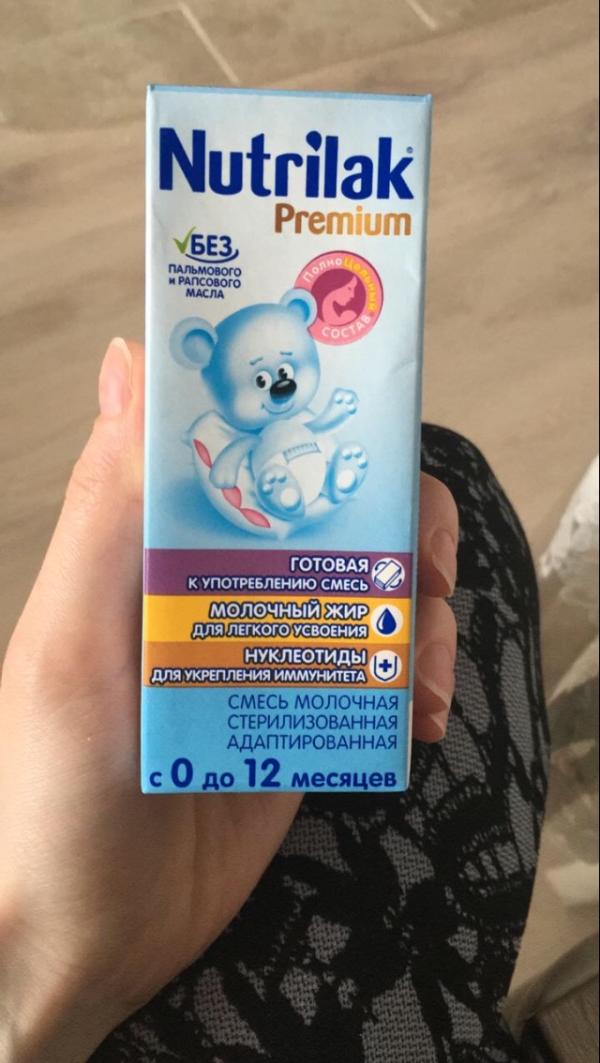 Nutrilak®
Premium
БЕЗ
ПАЛЬМОВОГО
И РАПСОВОГО
МАСЛА
ПолноЦельный
СОСТАВ
ГОТОВАЯ
К УПОТРЕБЛЕНИЮ СМЕСЬ
МОЛОЧНЫЙ ЖИР
ДЛЯ ЛЕГКОГО УСВОЕНИЯ
НУКЛЕОТИДЫ
ДЛЯ УКРЕПЛЕНИЯ ИММУНИТЕТА
СМЕСЬ МОЛОЧНАЯ
СТЕРИЛИЗОВАННАЯ
АДАПТИРОВАННАЯ
с 0 до 12 месяцев